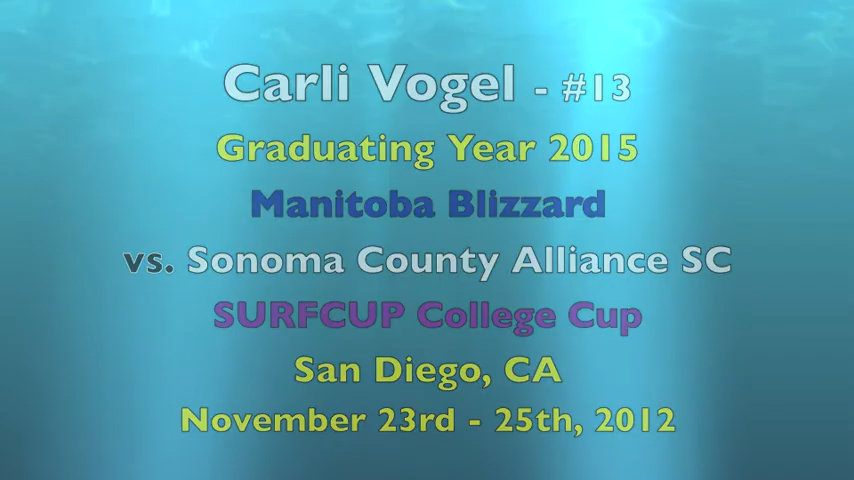 Carli Vogel - #13
Graduating Year 2015
Manitoba Blizzard
vs. Sonoma County Alliance SC
SURFCUP College Cup
San Diego, CA
November 23rd - 25th, 2012